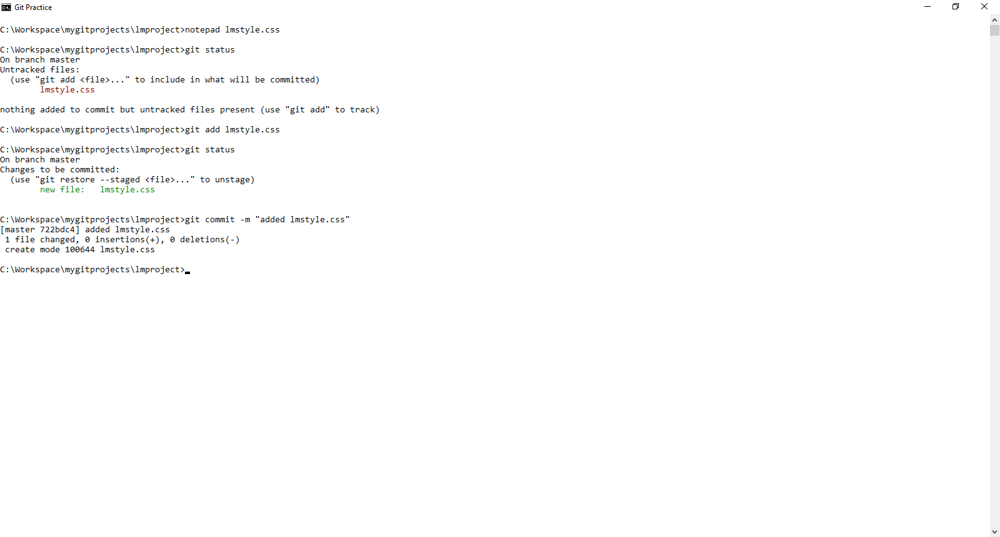 Git Practice
C:\Workspace\mygitprojects\lmproject>notepad lmstyle.css
C:\Workspace\mygitprojects\lmproject>git status
On branch master
Untracked files:
  (use "git add <file>..." to include in what will be committed)
        lmstyle.css
nothing added to commit but untracked files present (use "git add" to track)
C:\Workspace\mygitprojects\lmproject>git add lmstyle.css
C:\Workspace\mygitprojects\lmproject>git status
On branch master
Changes to be committed:
  (use "git restore --staged <file>..." to unstage)
        new file:   lmstyle.css
C:\Workspace\mygitprojects\lmproject>git commit -m "added lmstyle.css"
[master 722bdc4] added lmstyle.css
 1 file changed, 0 insertions(+), 0 deletions(-)
 create mode 100644 lmstyle.css
C:\Workspace\mygitprojects\lmproject>